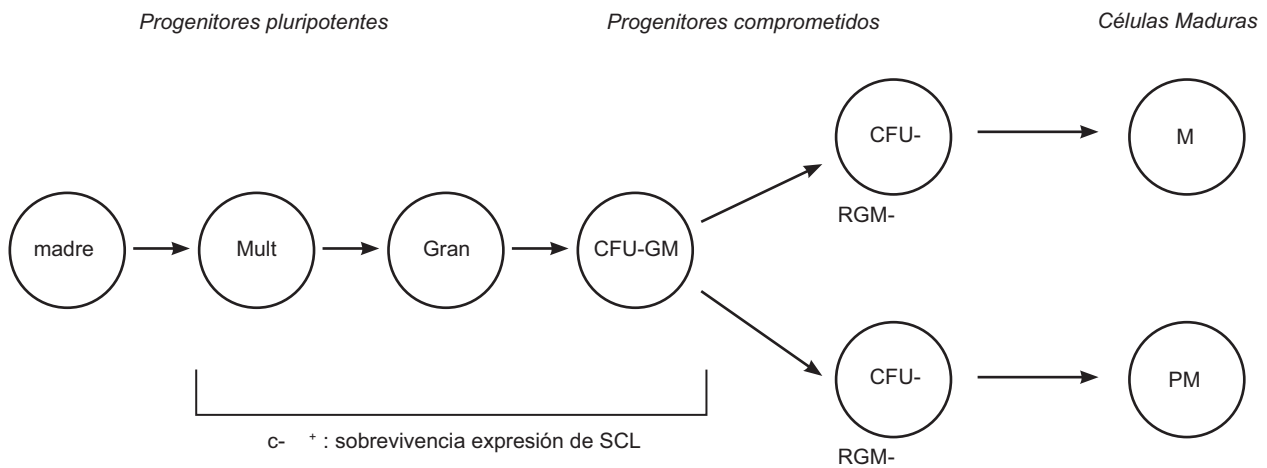 Progenitores pluripotentes
Progenitores comprometidos
Células Maduras
CFU-
M
RGM-
madre
Mult
Gran
CFU-GM
CFU-
PM
c- + : sobrevivencia expresión de SCL
RGM-